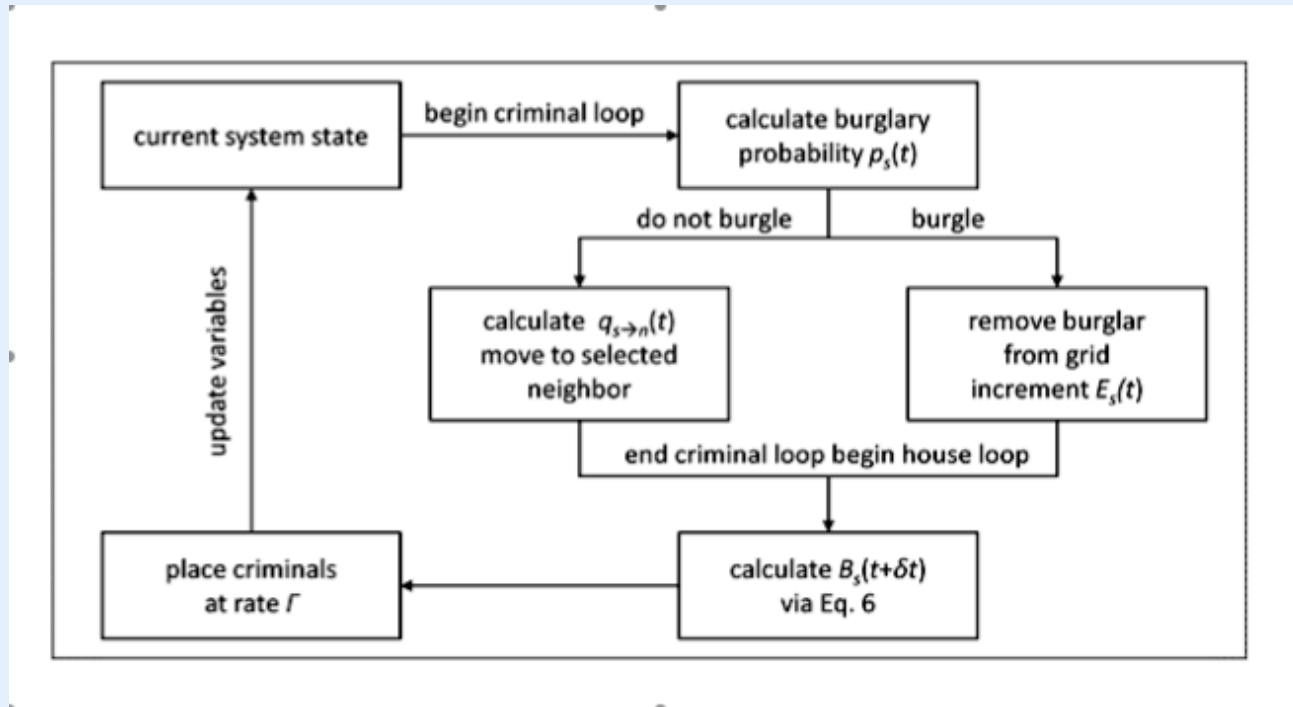 current system state
begin criminal loop
calculate burglary
probability pₛ(t)
do not burgle
burgle
calculate qₛ→ₙ(t)
move to selected
neighbor
remove burglar
from grid
increment Eₛ(t)
end criminal loop begin house loop
calculate Bₛ(t+δt)
via Eq. 6
place criminals
at rate Γ
update variables